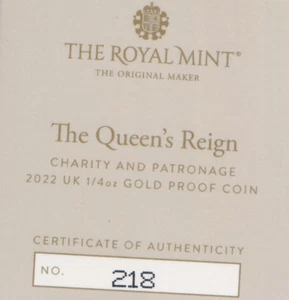 THE ROYAL MINT®
THE ORIGINAL MAKER
The Queen's Reign
CHARITY AND PATRONAGE
2022 UK 1/4oz GOLD PROOF COIN
CERTIFICATE OF AUTHENTICITY
NO. 218